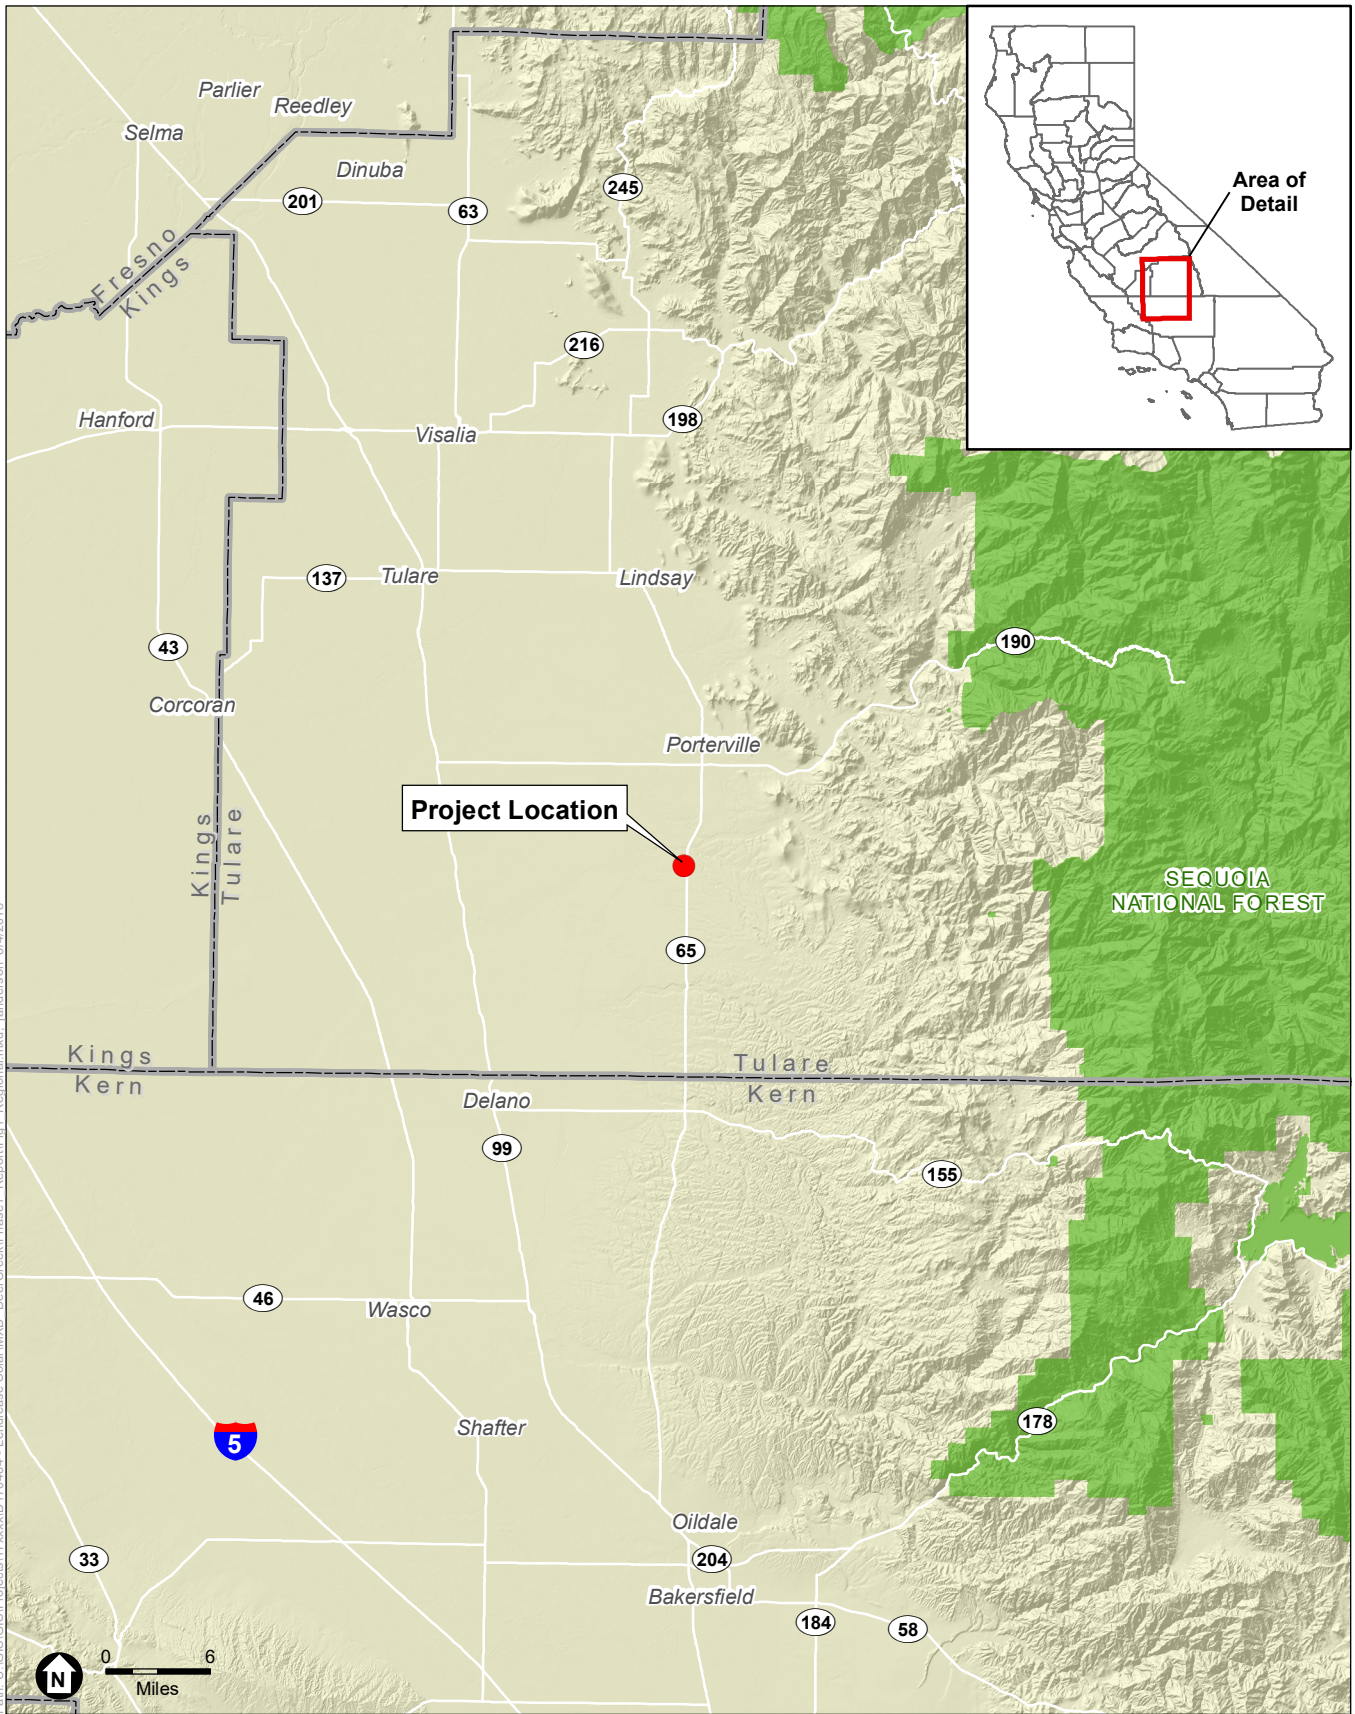 Parlier
Reedley
Selma
Dinuba
201
63
245
Area of
Detail
Fresno
Kings
216
Hanford
Visalia
198
137
Tulare
Lindsay
43
190
Corcoran
Porterville
Project Location
Kings
Tulare
SEQUOIA
NATIONAL FOREST
65
Kings
Kern
Tulare
Kern
Delano
99
155
46
Wasco
5
Shafter
178
Oildale
33
204
Bakersfield
184
58
N
0 6
Miles